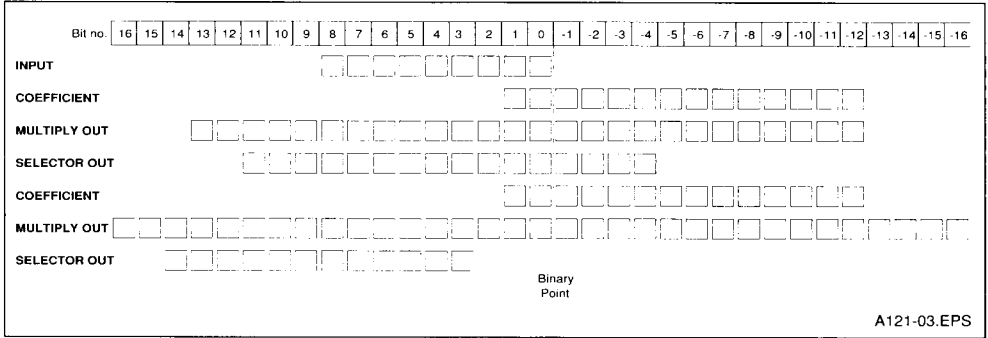 Bit no. 16 15 14 13 12 11 10 9 8 7 6 5 4 3 2 1 0 -1 -2 -3 -4 -5 -6 -7 -8 -9 -10 -11 -12 -13 -14 -15 -16
INPUT
COEFFICIENT
MULTIPLY OUT
SELECTOR OUT
COEFFICIENT
MULTIPLY OUT
SELECTOR OUT
Binary
Point
A121-03.EPS